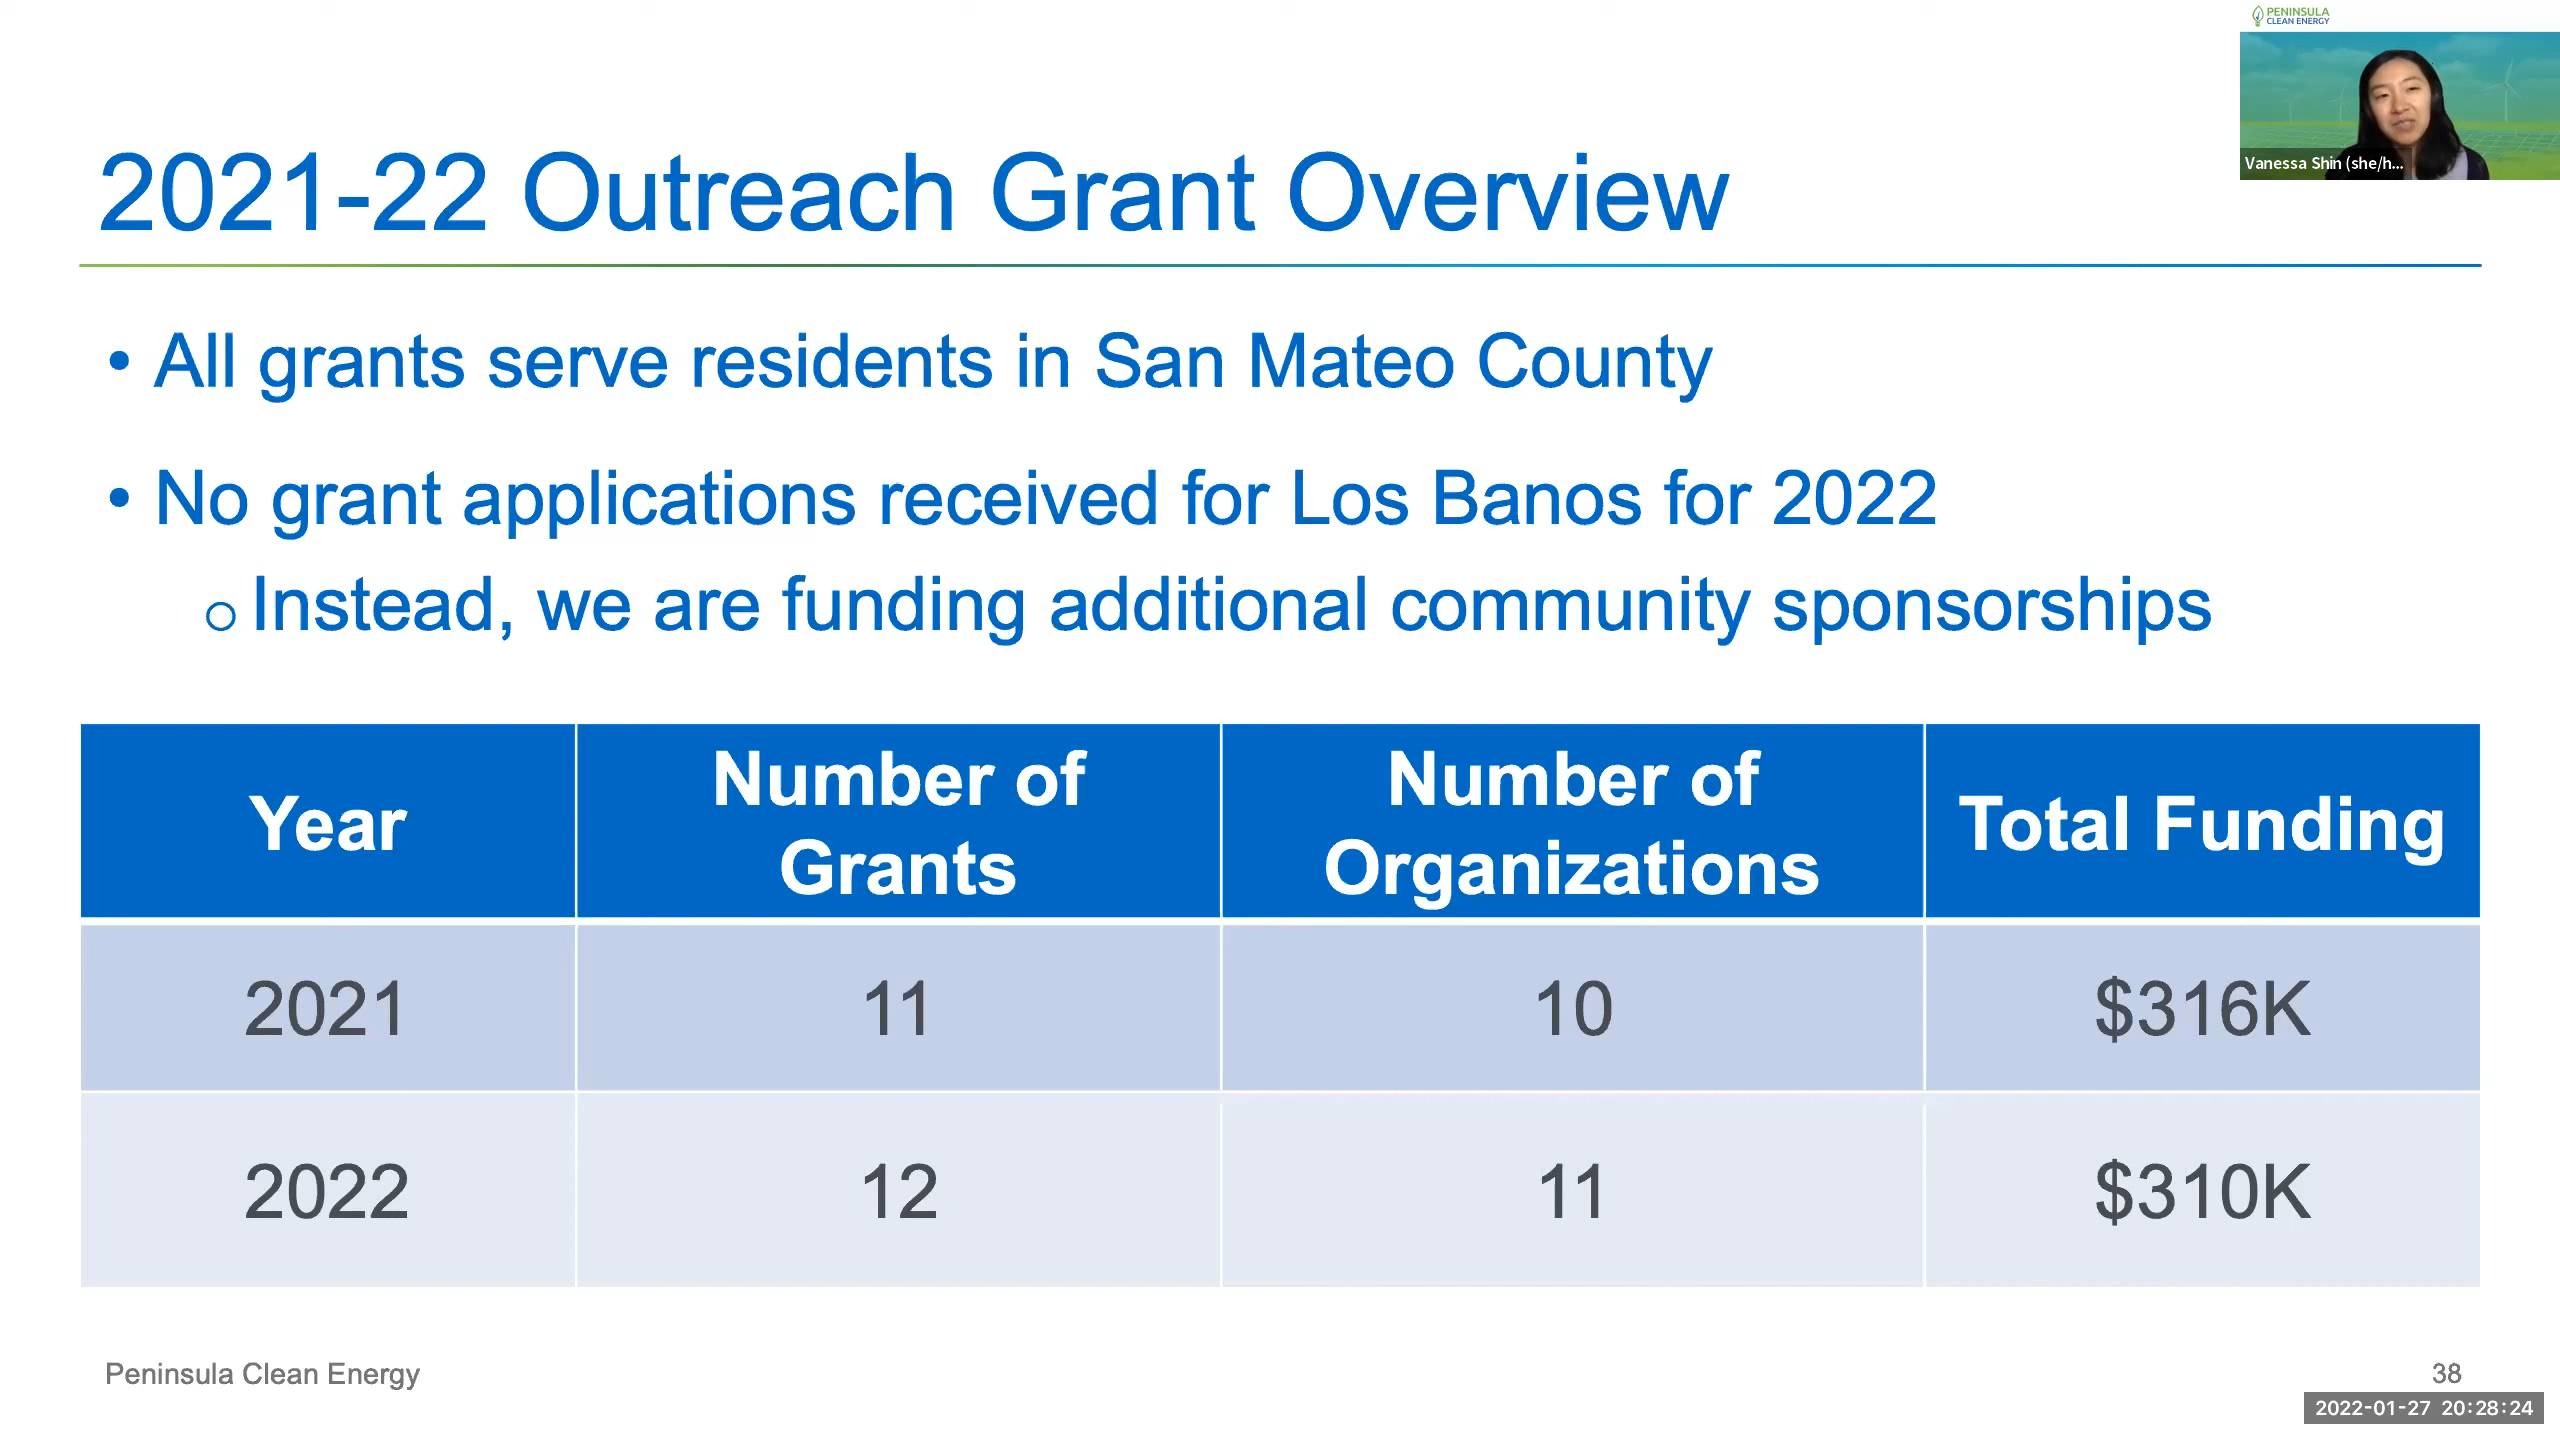 PENINSULA
CLEAN ENERGY
Vanessa Shin (she/h...
2021-22 Outreach Grant Overview
• All grants serve residents in San Mateo County
• No grant applications received for Los Banos for 2022
o Instead, we are funding additional community sponsorships
Year
Number of
Grants
Number of
Organizations
Total Funding
2021 11 10 $316K
2022 12 11 $310K
Peninsula Clean Energy
38
2022-01-27 20:28:24